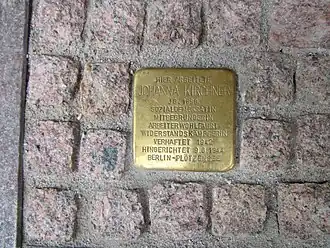 HIER ARBEITETE
JOHANNA KIRCHNER
JG. 1889
SOZIALDEMOKRATIN
MITBEGRÜNDERIN
ARBEITERWOHLFAHRT
WIDERSTANDSKÄMPFERIN
VERHAFTET 1942
HINGERICHTET 9.6.1944
BERLIN-PLÖTZENSEE